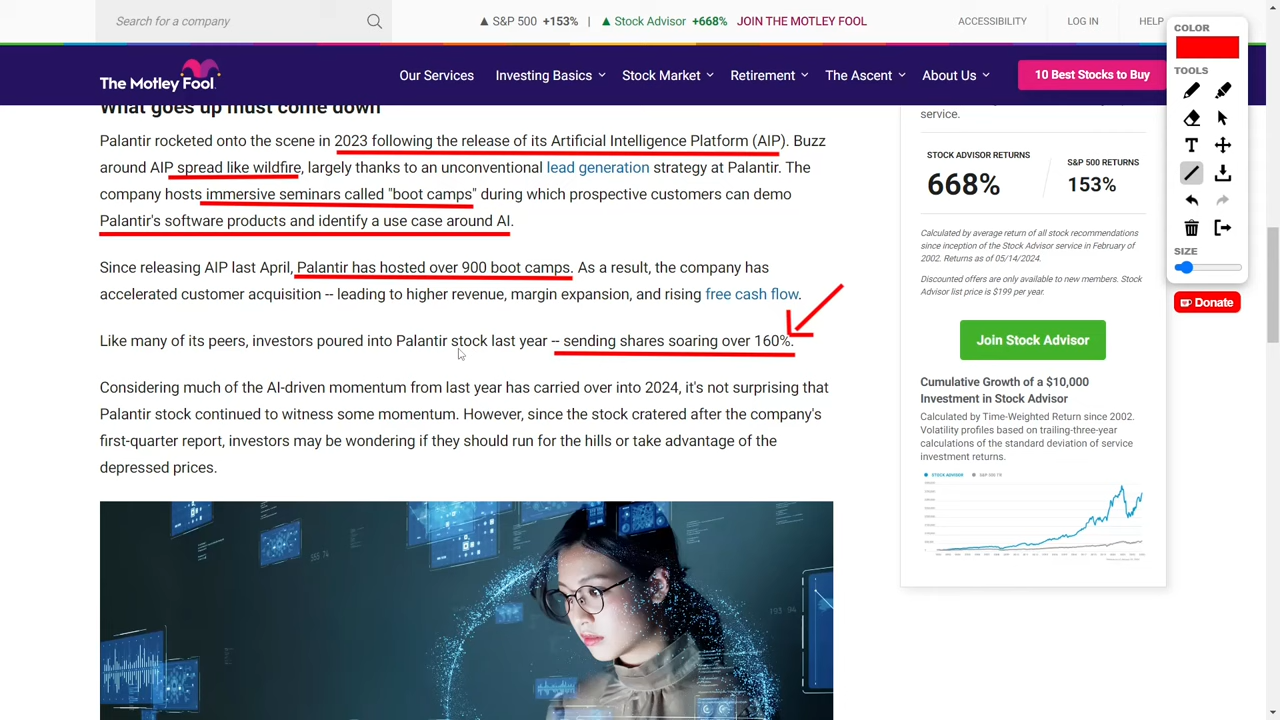 Search for a company
S&P 500 +153% | Stock Advisor +668% JOIN THE MOTLEY FOOL
ACCESSIBILITY LOG IN HELP
The Motley Fool
Our Services Investing Basics Stock Market Retirement The Ascent About Us
10 Best Stocks to Buy
What goes up must come down
Palantir rocketed onto the scene in 2023 following the release of its Artificial Intelligence Platform (AIP). Buzz
around AIP spread like wildfire, largely thanks to an unconventional lead generation strategy at Palantir. The
company hosts immersive seminars called "boot camps" during which prospective customers can demo
Palantir's software products and identify a use case around AI.
Since releasing AIP last April, Palantir has hosted over 900 boot camps. As a result, the company has
accelerated customer acquisition -- leading to higher revenue, margin expansion, and rising free cash flow.
Like many of its peers, investors poured into Palantir stock last year -- sending shares soaring over 160%.
Considering much of the AI-driven momentum from last year has carried over into 2024, it's not surprising that
Palantir stock continued to witness some momentum. However, since the stock cratered after the company's
first-quarter report, investors may be wondering if they should run for the hills or take advantage of the
depressed prices.
service.
STOCK ADVISOR RETURNS
668%
S&P 500 RETURNS
153%
Calculated by average return of all stock recommendations
since inception of the Stock Advisor service in February of
2002. Returns as of 05/14/2024.
Discounted offers are only available to new members. Stock
Advisor list price is $199 per year.
Join Stock Advisor
Cumulative Growth of a $10,000
Investment in Stock Advisor
Calculated by Time-Weighted Return since 2002.
Volatility profiles based on trailing-three-year
calculations of the standard deviation of service
investment returns.
STOCK ADVISOR
COLOR
TOOLS
T
SIZE
Donate